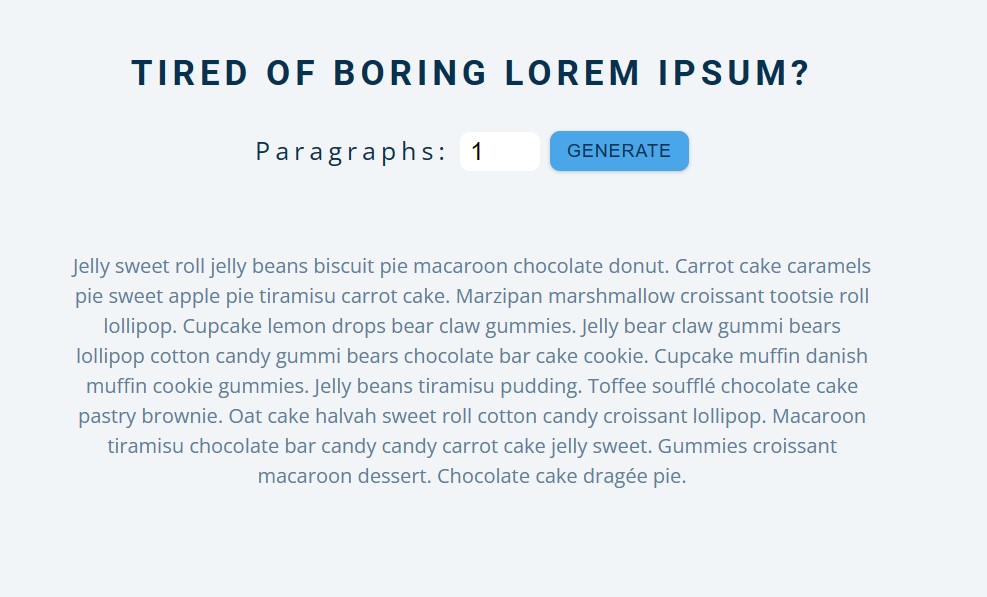 TIRED OF BORING LOREM IPSUM?
Paragraphs: 1 GENERATE
Jelly sweet roll jelly beans biscuit pie macaroon chocolate donut. Carrot cake caramels
pie sweet apple pie tiramisu carrot cake. Marzipan marshmallow croissant tootsie roll
lollipop. Cupcake lemon drops bear claw gummies. Jelly bear claw gummi bears
lollipop cotton candy gummi bears chocolate bar cake cookie. Cupcake muffin danish
muffin cookie gummies. Jelly beans tiramisu pudding. Toffee soufflé chocolate cake
pastry brownie. Oat cake halvah sweet roll cotton candy croissant lollipop. Macaroon
tiramisu chocolate bar candy candy carrot cake jelly sweet. Gummies croissant
macaroon dessert. Chocolate cake dragée pie.